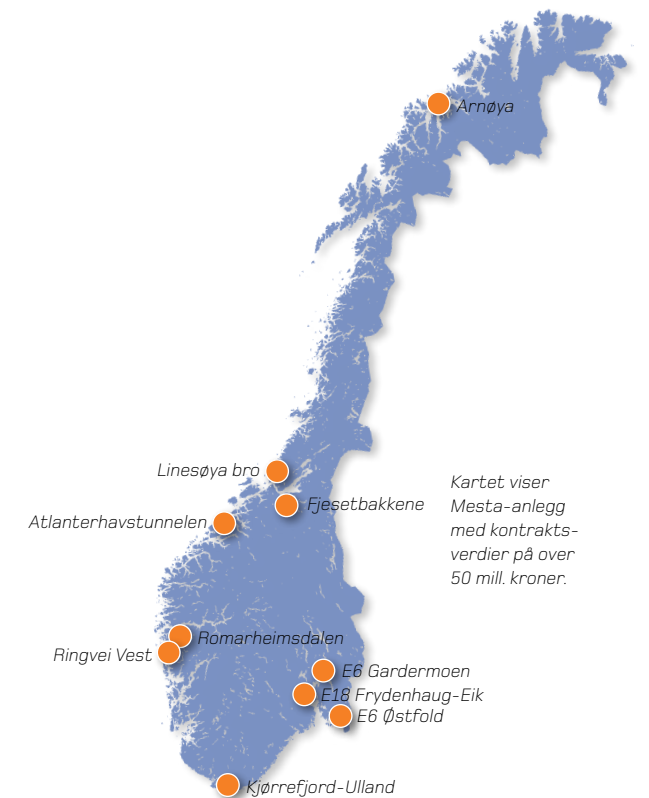 Arnøya
Linesøya bro
Fjesetbakkene
Atlanterhavstunnelen
Kartet viser
Mesta-anlegg
med kontrakts-
verdier på over
50 mill. kroner.
Romarheimsdalen
Ringvei Vest
E6 Gardermoen
E18 Frydenhaug-Eik
E6 Østfold
Kjørrefjord-Ulland